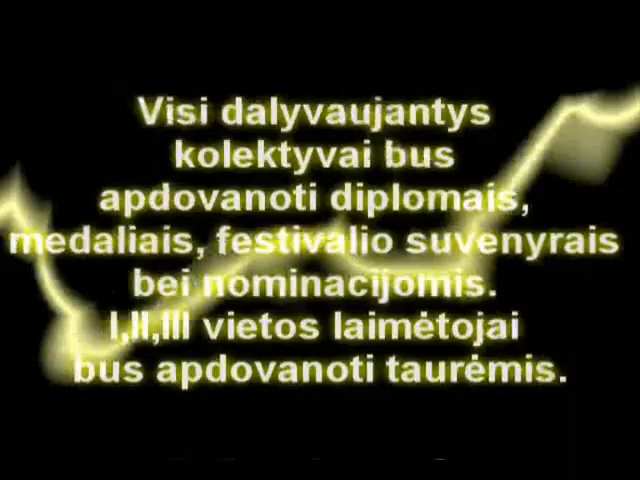 Visi dalyvaujantys
kolektyvai bus
apdovanoti diplomais,
medaliais, festivalio suvenyrais
bei nominacijomis.
I,II,III vietos laimėtojai
bus apdovanoti taurėmis.